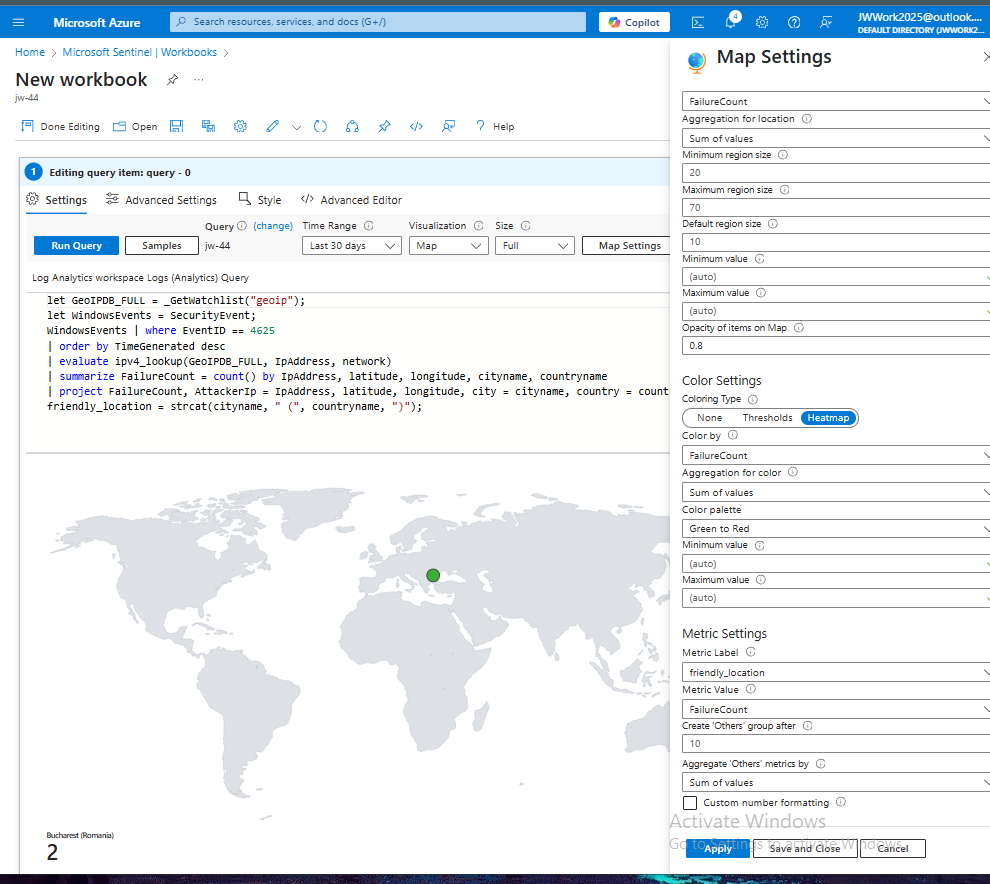 Microsoft Azure
Search resources, services, and docs (G+/)
Copilot
4
JWWork2025@outlook....
DEFAULT DIRECTORY (JWWORK2...
Home > Microsoft Sentinel | Workbooks >
New workbook
...
jw-44
Done Editing
Open
Help
1 Editing query item: query - 0
Settings
Advanced Settings
Style
Advanced Editor
Query (change) Time Range Visualization Size
Run Query Samples jw-44 Last 30 days Map Full Map Settings
Log Analytics workspace Logs (Analytics) Query
let GeoIPDB_FULL = _GetWatchlist("geoip");
let WindowsEvents = SecurityEvent;
WindowsEvents | where EventID == 4625
| order by TimeGenerated desc
| evaluate ipv4_lookup(GeoIPDB_FULL, IpAddress, network)
| summarize FailureCount = count() by IpAddress, latitude, longitude, cityname, countryname
| project FailureCount, AttackerIp = IpAddress, latitude, longitude, city = cityname, country = count
friendly_location = strcat(cityname, " (", countryname, ")");
Bucharest (Romania)
2
Map Settings
FailureCount
Aggregation for location
Sum of values
Minimum region size
20
Maximum region size
70
Default region size
10
Minimum value
(auto)
Maximum value
(auto)
Opacity of items on Map
0.8
Color Settings
Coloring Type
None Thresholds Heatmap
Color by
FailureCount
Aggregation for color
Sum of values
Color palette
Green to Red
Minimum value
(auto)
Maximum value
(auto)
Metric Settings
Metric Label
friendly_location
Metric Value
FailureCount
Create 'Others' group after
10
Aggregate 'Others' metrics by
Sum of values
Custom number formatting
Activate Windows
Go to Settings to activate Windows.
Apply Save and Close Cancel